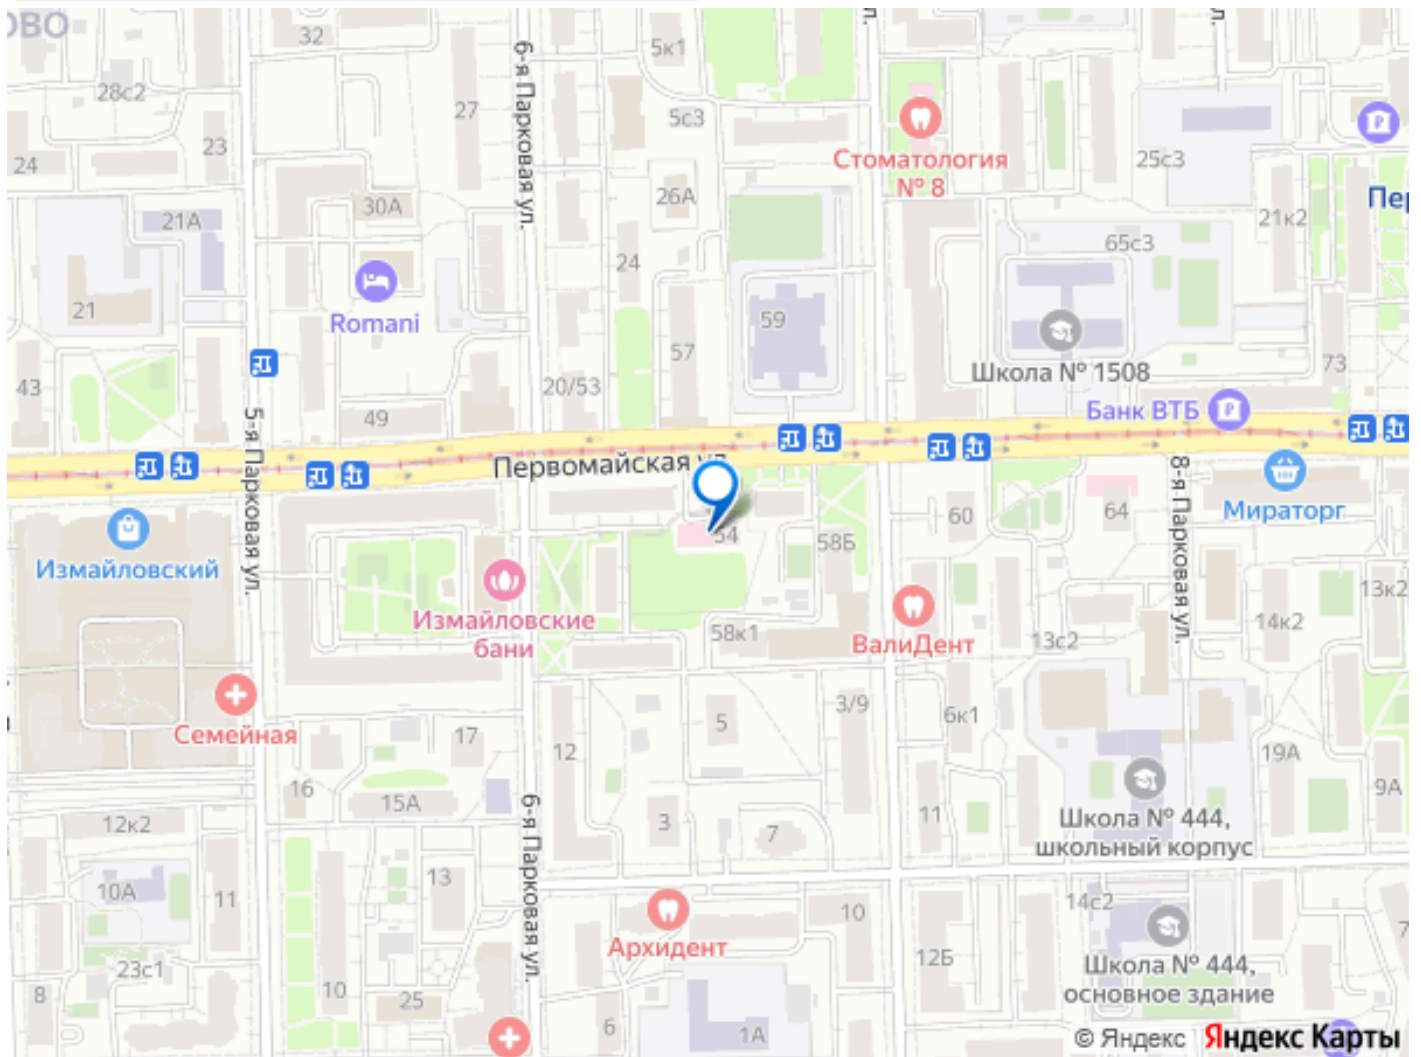 ОВО
32
28с2
24
23
27
5к1
5с3
6-я Парковая ул.
ул.
ул.
Стоматология
№ 8
25с3
Пер
21А
30А
26А
24
21к2
65с3
21
Romani
59
57
43
49
20/53
Школа № 1508
73
Банк ВТБ
5-я Парковая ул.
Первомайская ул.
8-я Парковая ул.
Мираторг
Измайловский
54
58Б
60
64
Измайловские
бани
58к1
ВалиДент
13с2
13к2
14к2
Семейная
17
12
5
3/9
6к1
19А
9А
16
15А
12к2
3
7
11
Школа № 444,
школьный корпус
6-я Парковая ул.
10А
11
13
Архидент
10
14с2
12Б
7
23с1
8
10
25
6
1А
Школа № 444,
основное здание
© Яндекс Яндекс Карты